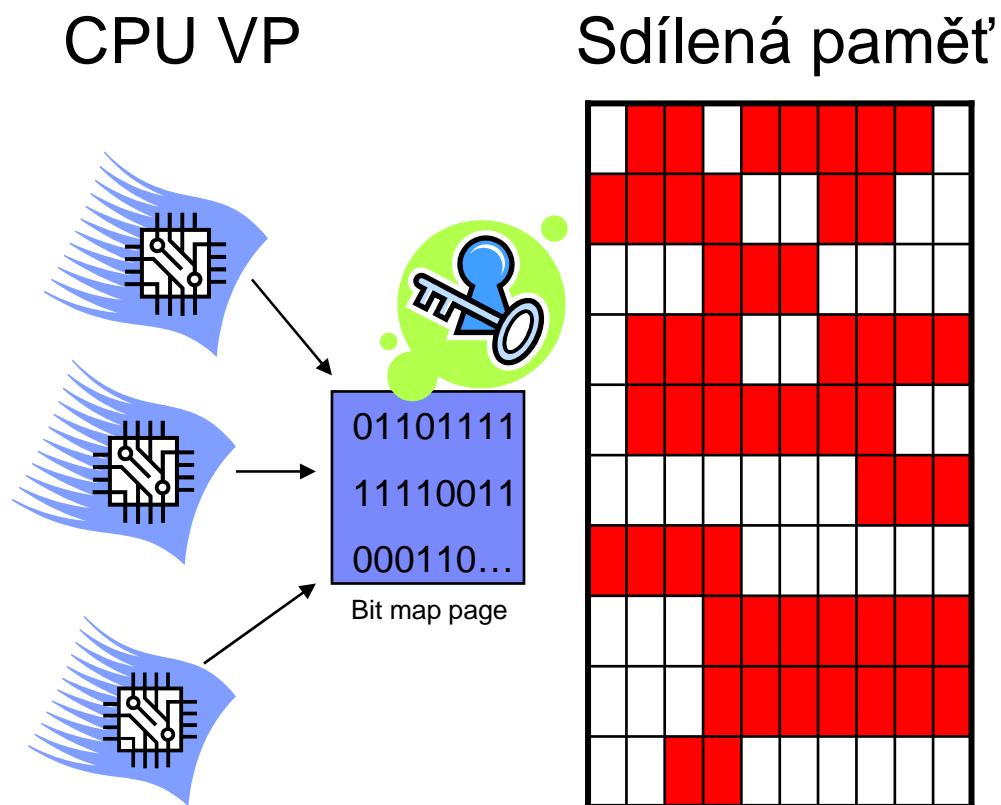 CPU VP
Sdílená paměť
01101111
11110011
000110…
Bit map page